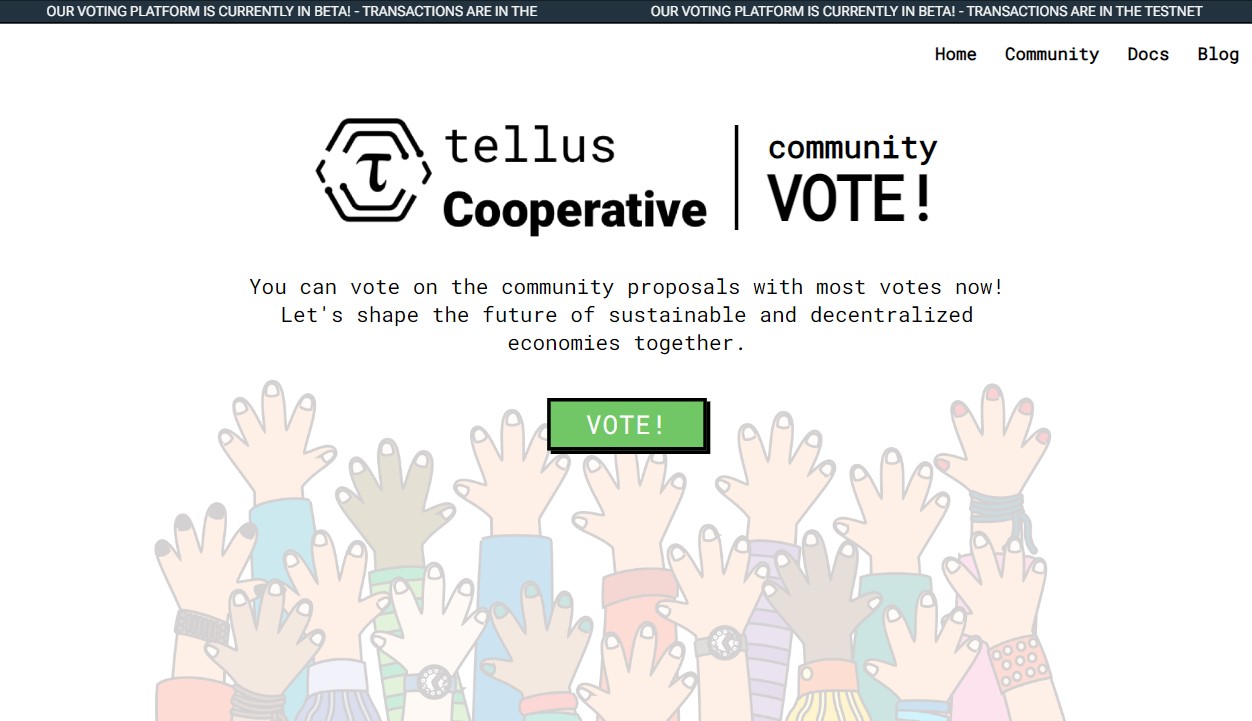 OUR VOTING PLATFORM IS CURRENTLY IN BETA! - TRANSACTIONS ARE IN THE
OUR VOTING PLATFORM IS CURRENTLY IN BETA! - TRANSACTIONS ARE IN THE TESTNET
Home Community Docs Blog
τ
tellus
Cooperative
community
VOTE!
You can vote on the community proposals with most votes now!
Let's shape the future of sustainable and decentralized
economies together.
VOTE!